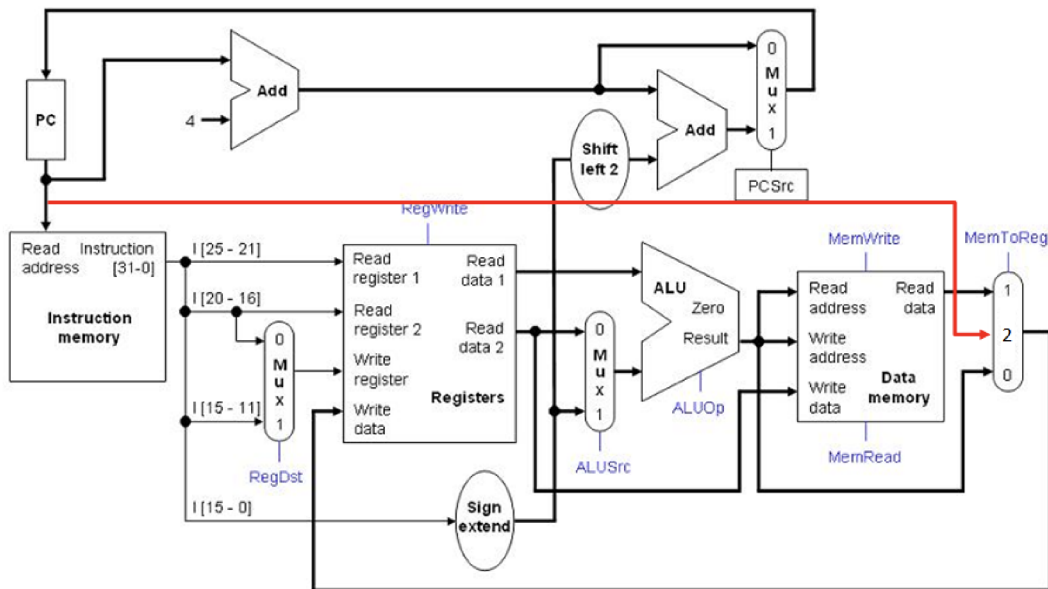 PC
4
Add
Shift
left 2
Add
0
M
u
x
1
PCSrc
Read
address
Instruction
[31-0]
Instruction
memory
I [25 - 21]
I [20 - 16]
I [15 - 11]
I [15 - 0]
0
M
u
x
1
RegDst
RegWrite
Read
register 1
Read
data 1
Read
register 2
Read
data 2
Write
register
Write
data
Registers
Sign
extend
0
M
u
x
1
ALUSrc
ALU
Zero
Result
ALUOp
MemWrite
Read
address
Read
data
Write
address
Write
data
Data
memory
MemRead
MemToReg
1
2
0